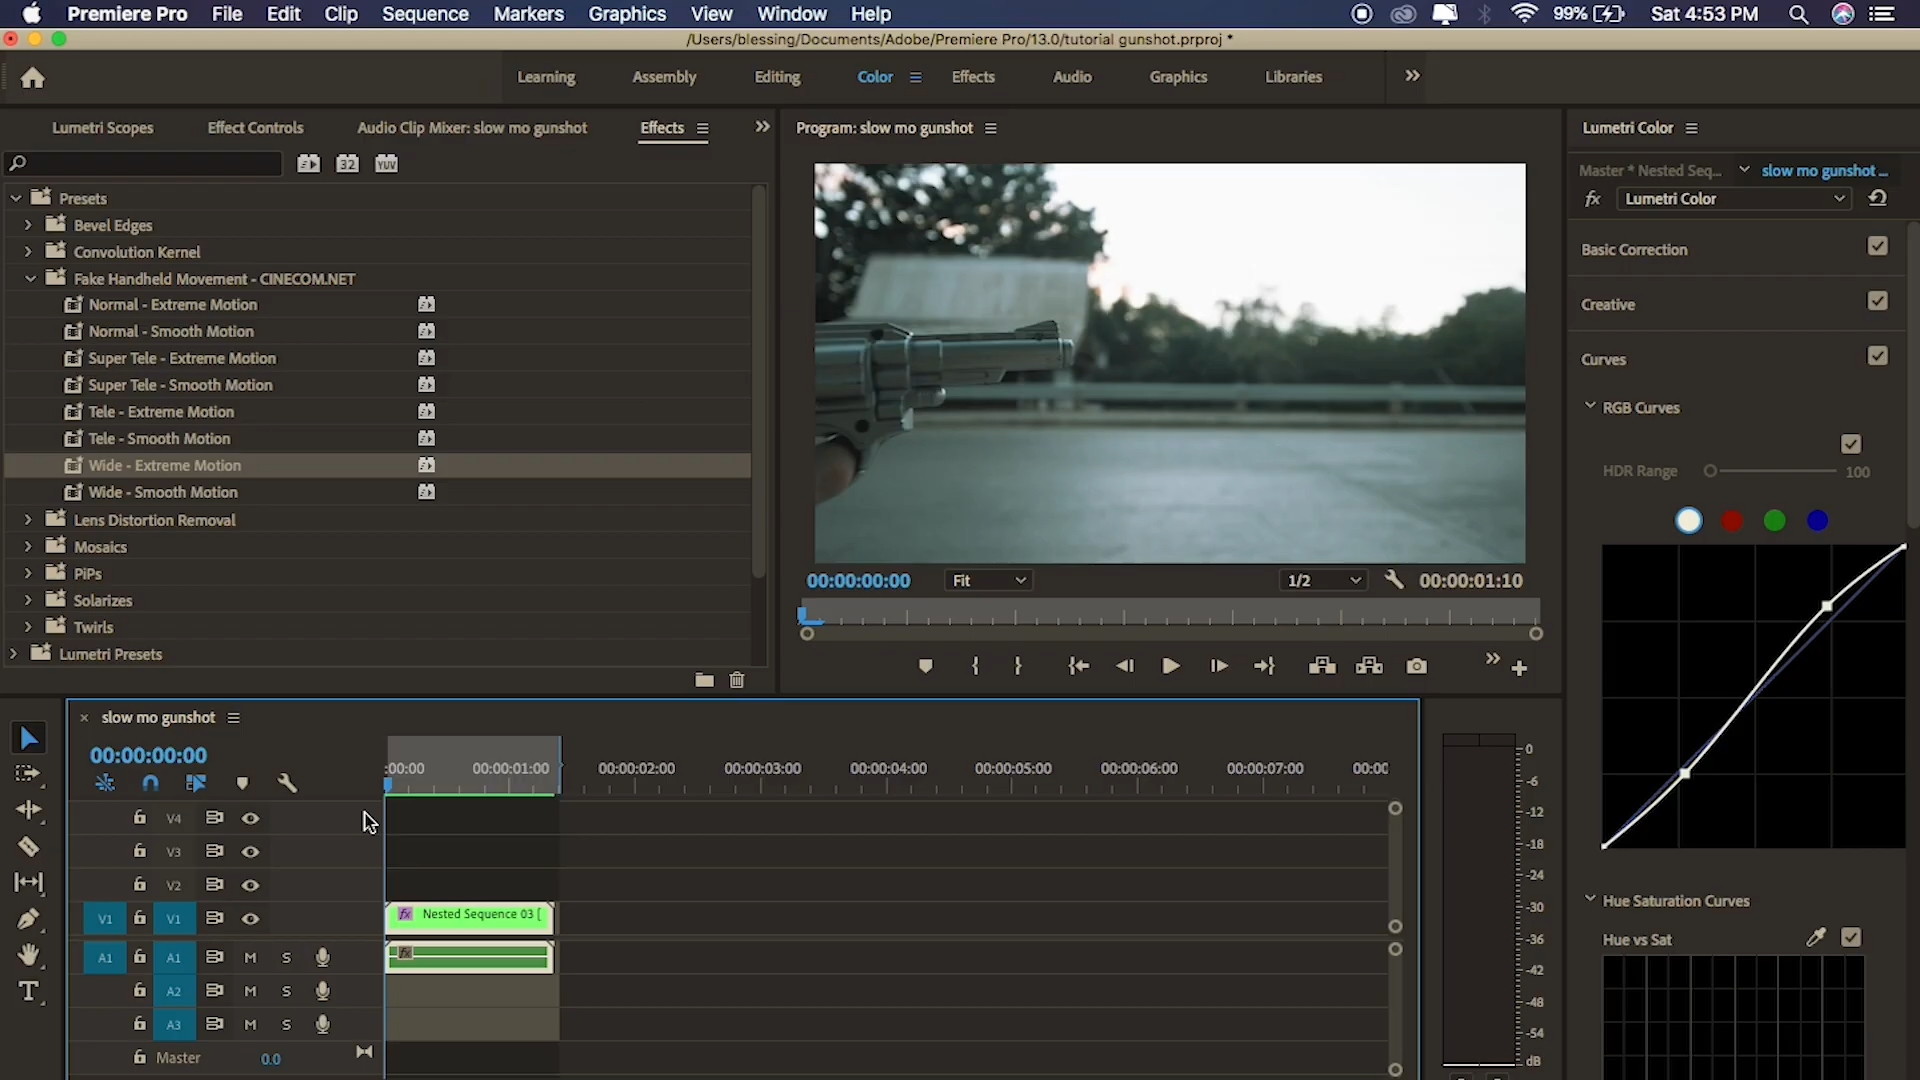 Premiere Pro File Edit Clip Sequence Markers Graphics View Window Help 99% Sat 4:53 PM
/Users/blessing/Documents/Adobe/Premiere Pro/13.0/tutorial gunshot.prproj *
Learning Assembly Editing Color Effects Audio Graphics Libraries
Lumetri Scopes Effect Controls Audio Clip Mixer: slow mo gunshot Effects
32 YUV
Presets
Bevel Edges
Convolution Kernel
Fake Handheld Movement - CINECOM.NET
Normal - Extreme Motion
Normal - Smooth Motion
Super Tele - Extreme Motion
Super Tele - Smooth Motion
Tele - Extreme Motion
Tele - Smooth Motion
Wide - Extreme Motion
Wide - Smooth Motion
Lens Distortion Removal
Mosaics
PiPs
Solarizes
Twirls
Lumetri Presets
Program: slow mo gunshot
00:00:00:00 Fit 1/2 00:00:01:10
Lumetri Color
Master * Nested Seq... slow mo gunshot ...
fx Lumetri Color
Basic Correction
Creative
Curves
RGB Curves
HDR Range 100
Hue Saturation Curves
Hue vs Sat
slow mo gunshot
00:00:00:00
:00:00 00:00:01:00 00:00:02:00 00:00:03:00 00:00:04:00 00:00:05:00 00:00:06:00 00:00:07:00 00:00
V4
V3
V2
V1 V1 fx Nested Sequence 03 [
A1 A1 M S fx
A2 M S
A3 M S
Master 0.0
T
0
-6
-12
-18
-24
-30
-36
-42
-48
-54
dB